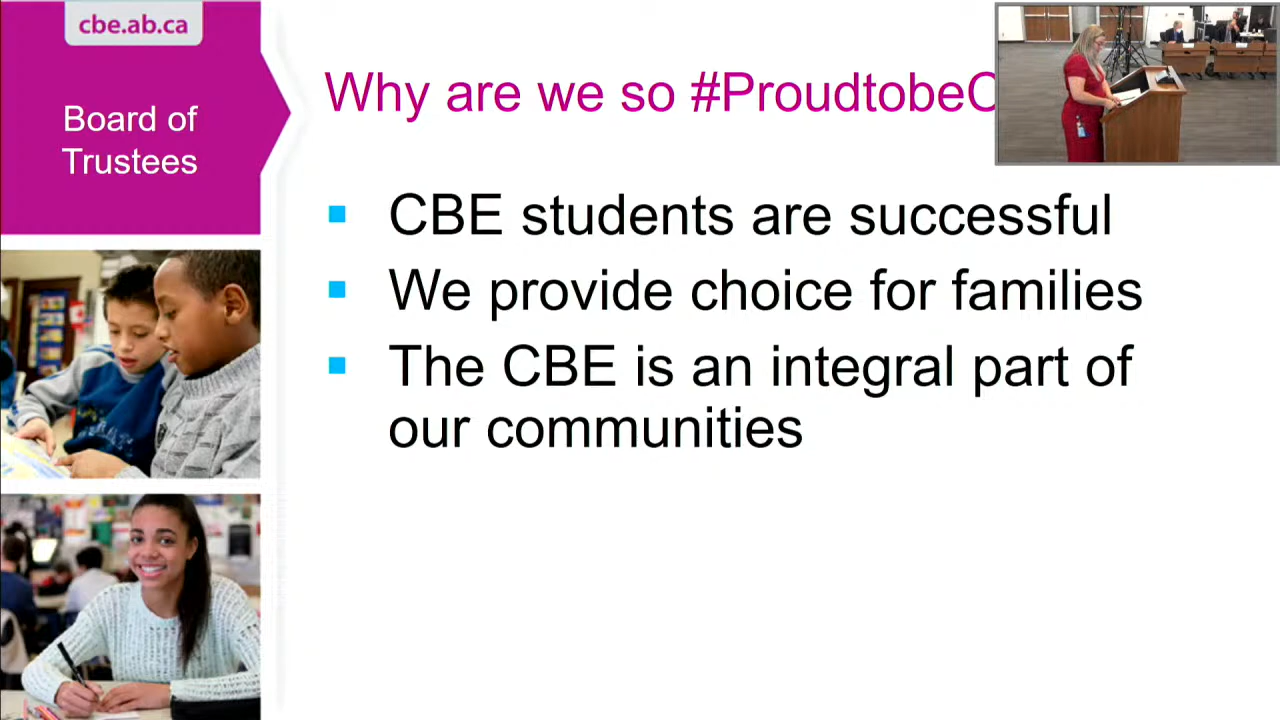 cbe.ab.ca
Board of
Trustees
Why are we so #ProudtobeC
CBE students are successful
We provide choice for families
The CBE is an integral part of
our communities